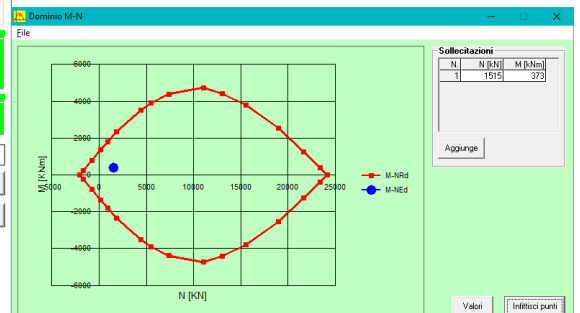 Dominio M-N
File
Sollecitazioni
N. N [kN] M [kNm]
1 1515 373
Aggiunge
6000
4000
2000
0
-2000
-4000
-6000
M [KNm]
-5000 0 5000 10000 15000 20000 25000
N [KN]
M-NRd
M-NEd
Valori
Infittisci punti